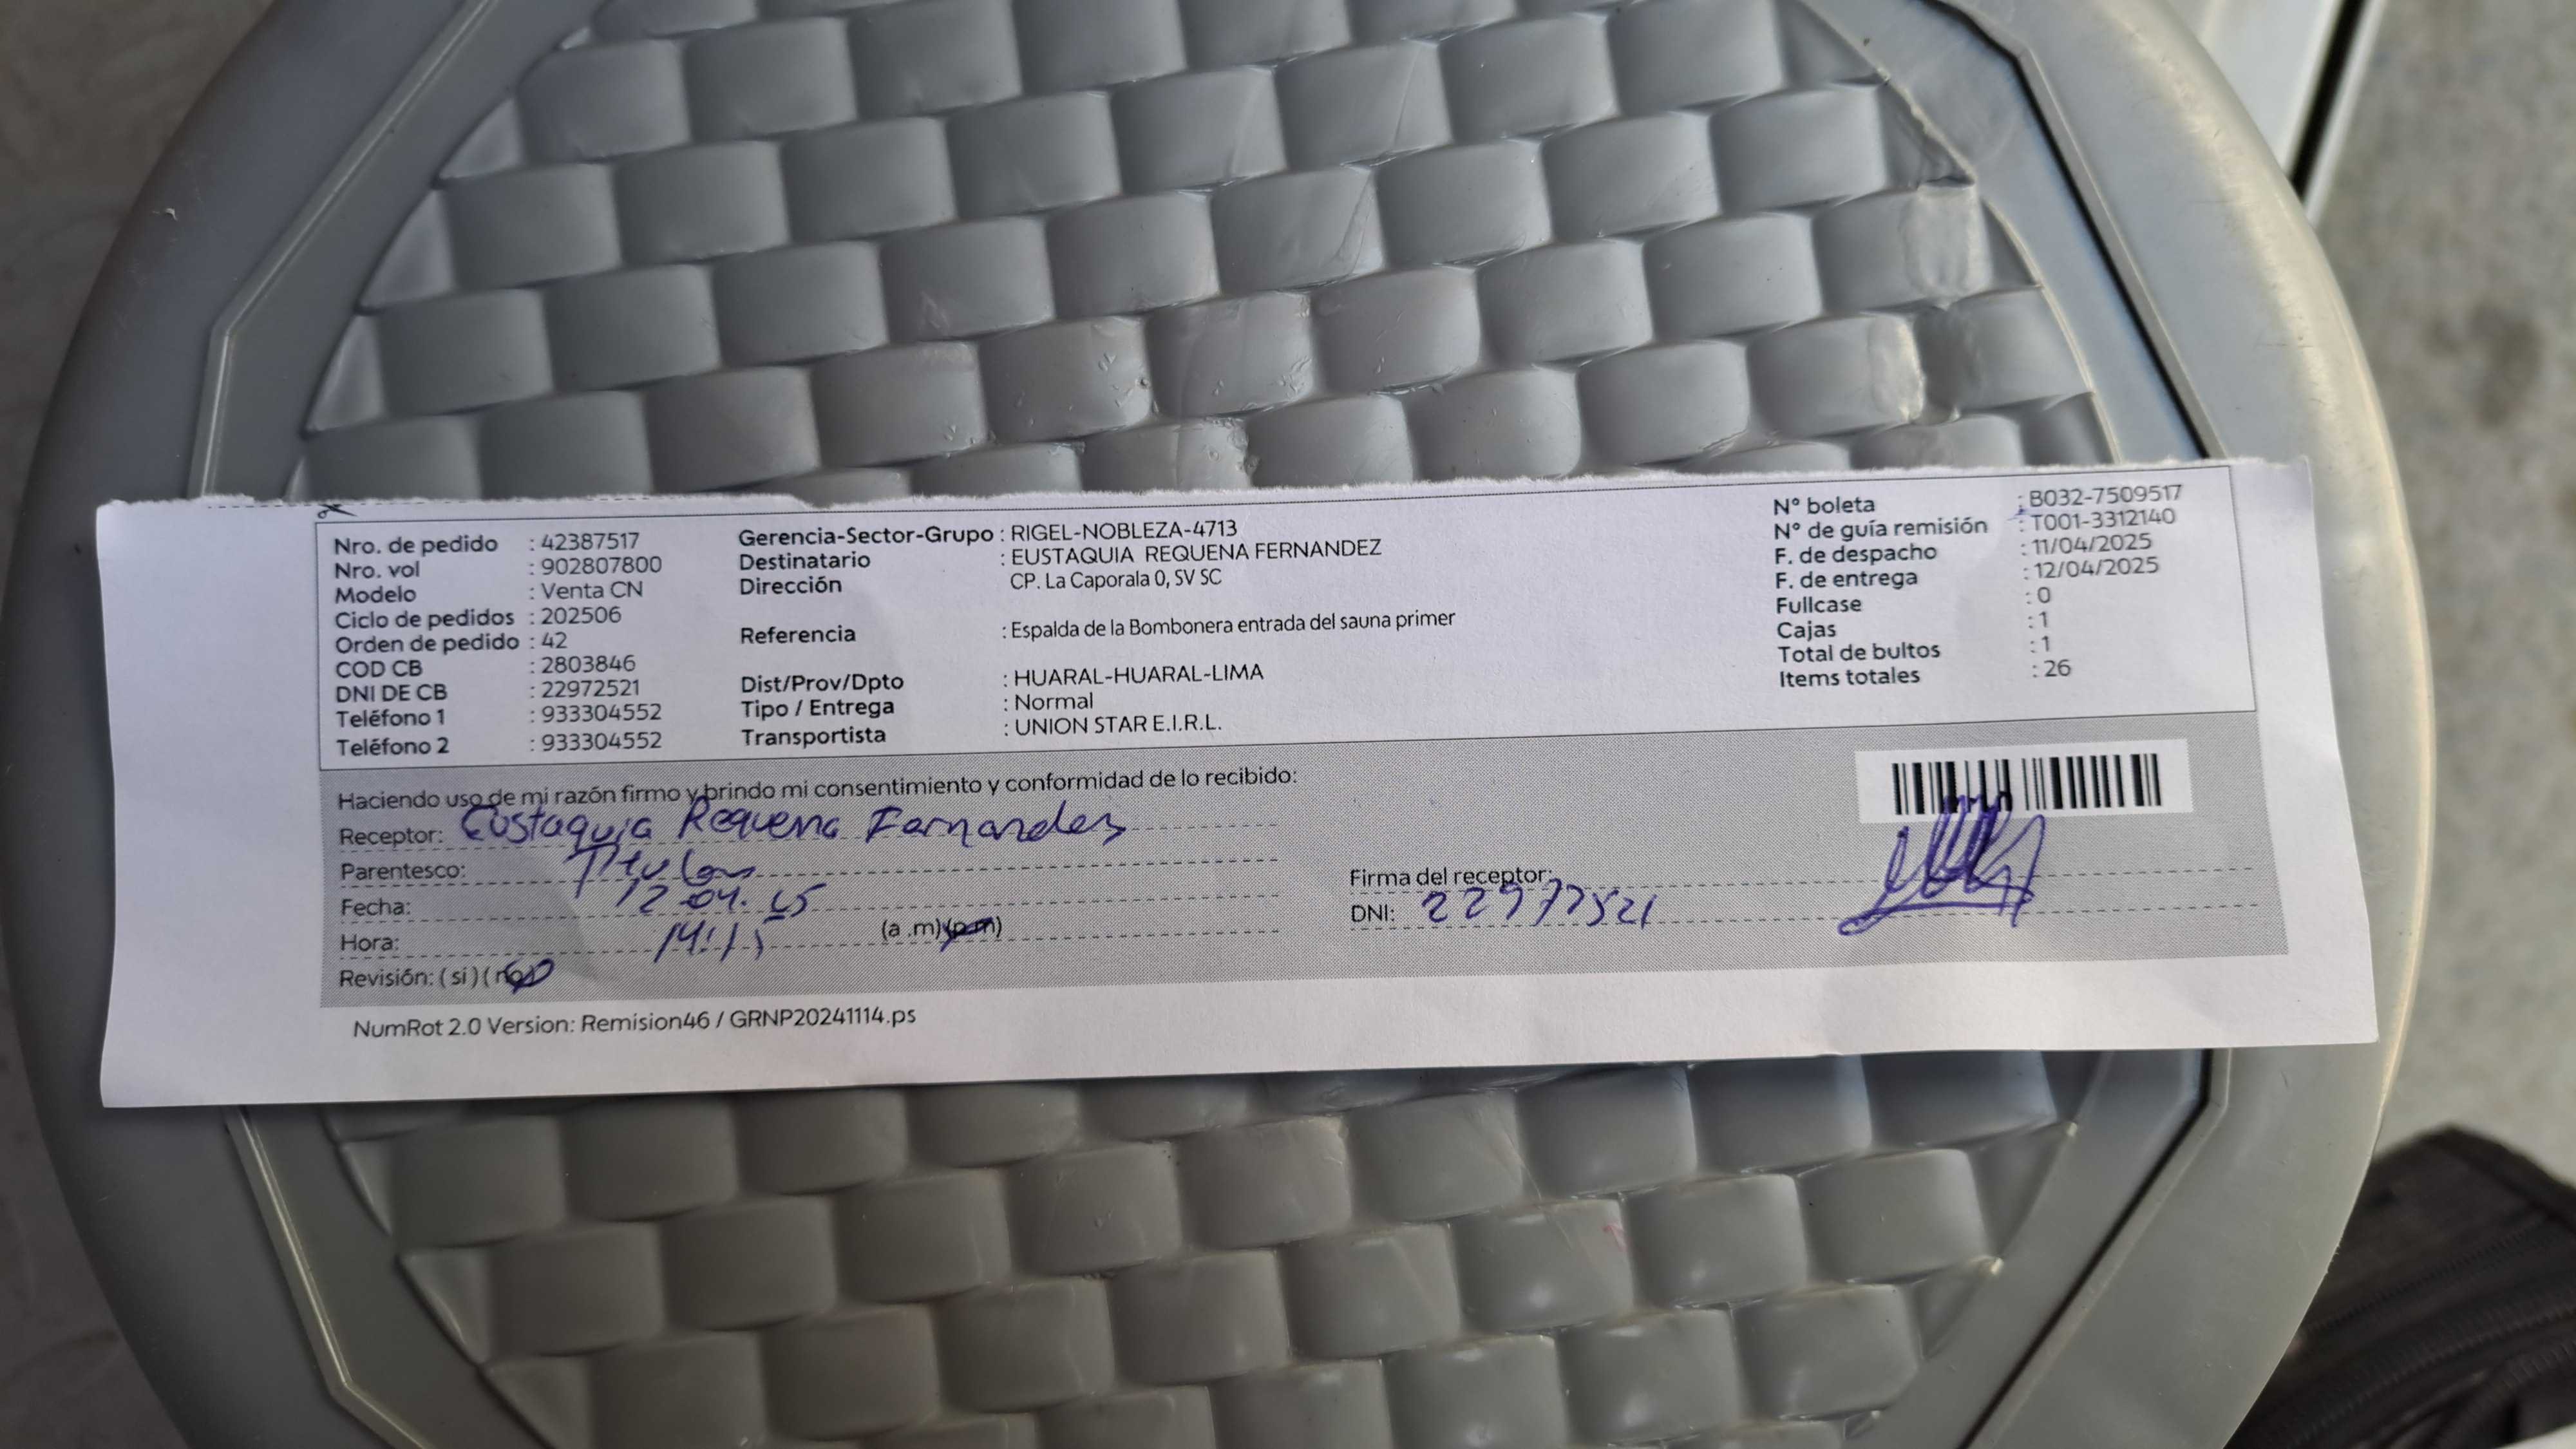 Nro. de pedido : 42387517
Nro. vol : 902807800
Modelo : Venta CN
Ciclo de pedidos : 202506
Orden de pedido : 42
COD CB : 2803846
DNI DE CB : 22972521
Teléfono 1 : 933304552
Teléfono 2 : 933304552
Gerencia-Sector-Grupo : RIGEL-NOBLEZA-4713
Destinatario : EUSTAQUIA REQUENA FERNANDEZ
Dirección CP. La Caporala 0, SV SC
Referencia : Espalda de la Bombonera entrada del sauna primer
Dist/Prov/Dpto : HUARAL-HUARAL-LIMA
Tipo / Entrega : Normal
Transportista : UNION STAR E.I.R.L.
N° boleta : B032-7509517
N° de guía remisión : T001-3312140
F. de despacho : 11/04/2025
F. de entrega : 12/04/2025
Fullcase : 0
Cajas : 1
Total de bultos : 1
Items totales : 26
Haciendo uso de mi razón firmo y brindo mi consentimiento y conformidad de lo recibido:
Receptor: Eustaquia Requena Fernandez
Parentesco: Titular
Fecha: 12-04-25
Hora: 14:15 (a .m) (p.m)
Revisión: ( sí ) ( no )
Firma del receptor:
DNI: 22972521
NumRot 2.0 Version: Remision46 / GRNP20241114.ps